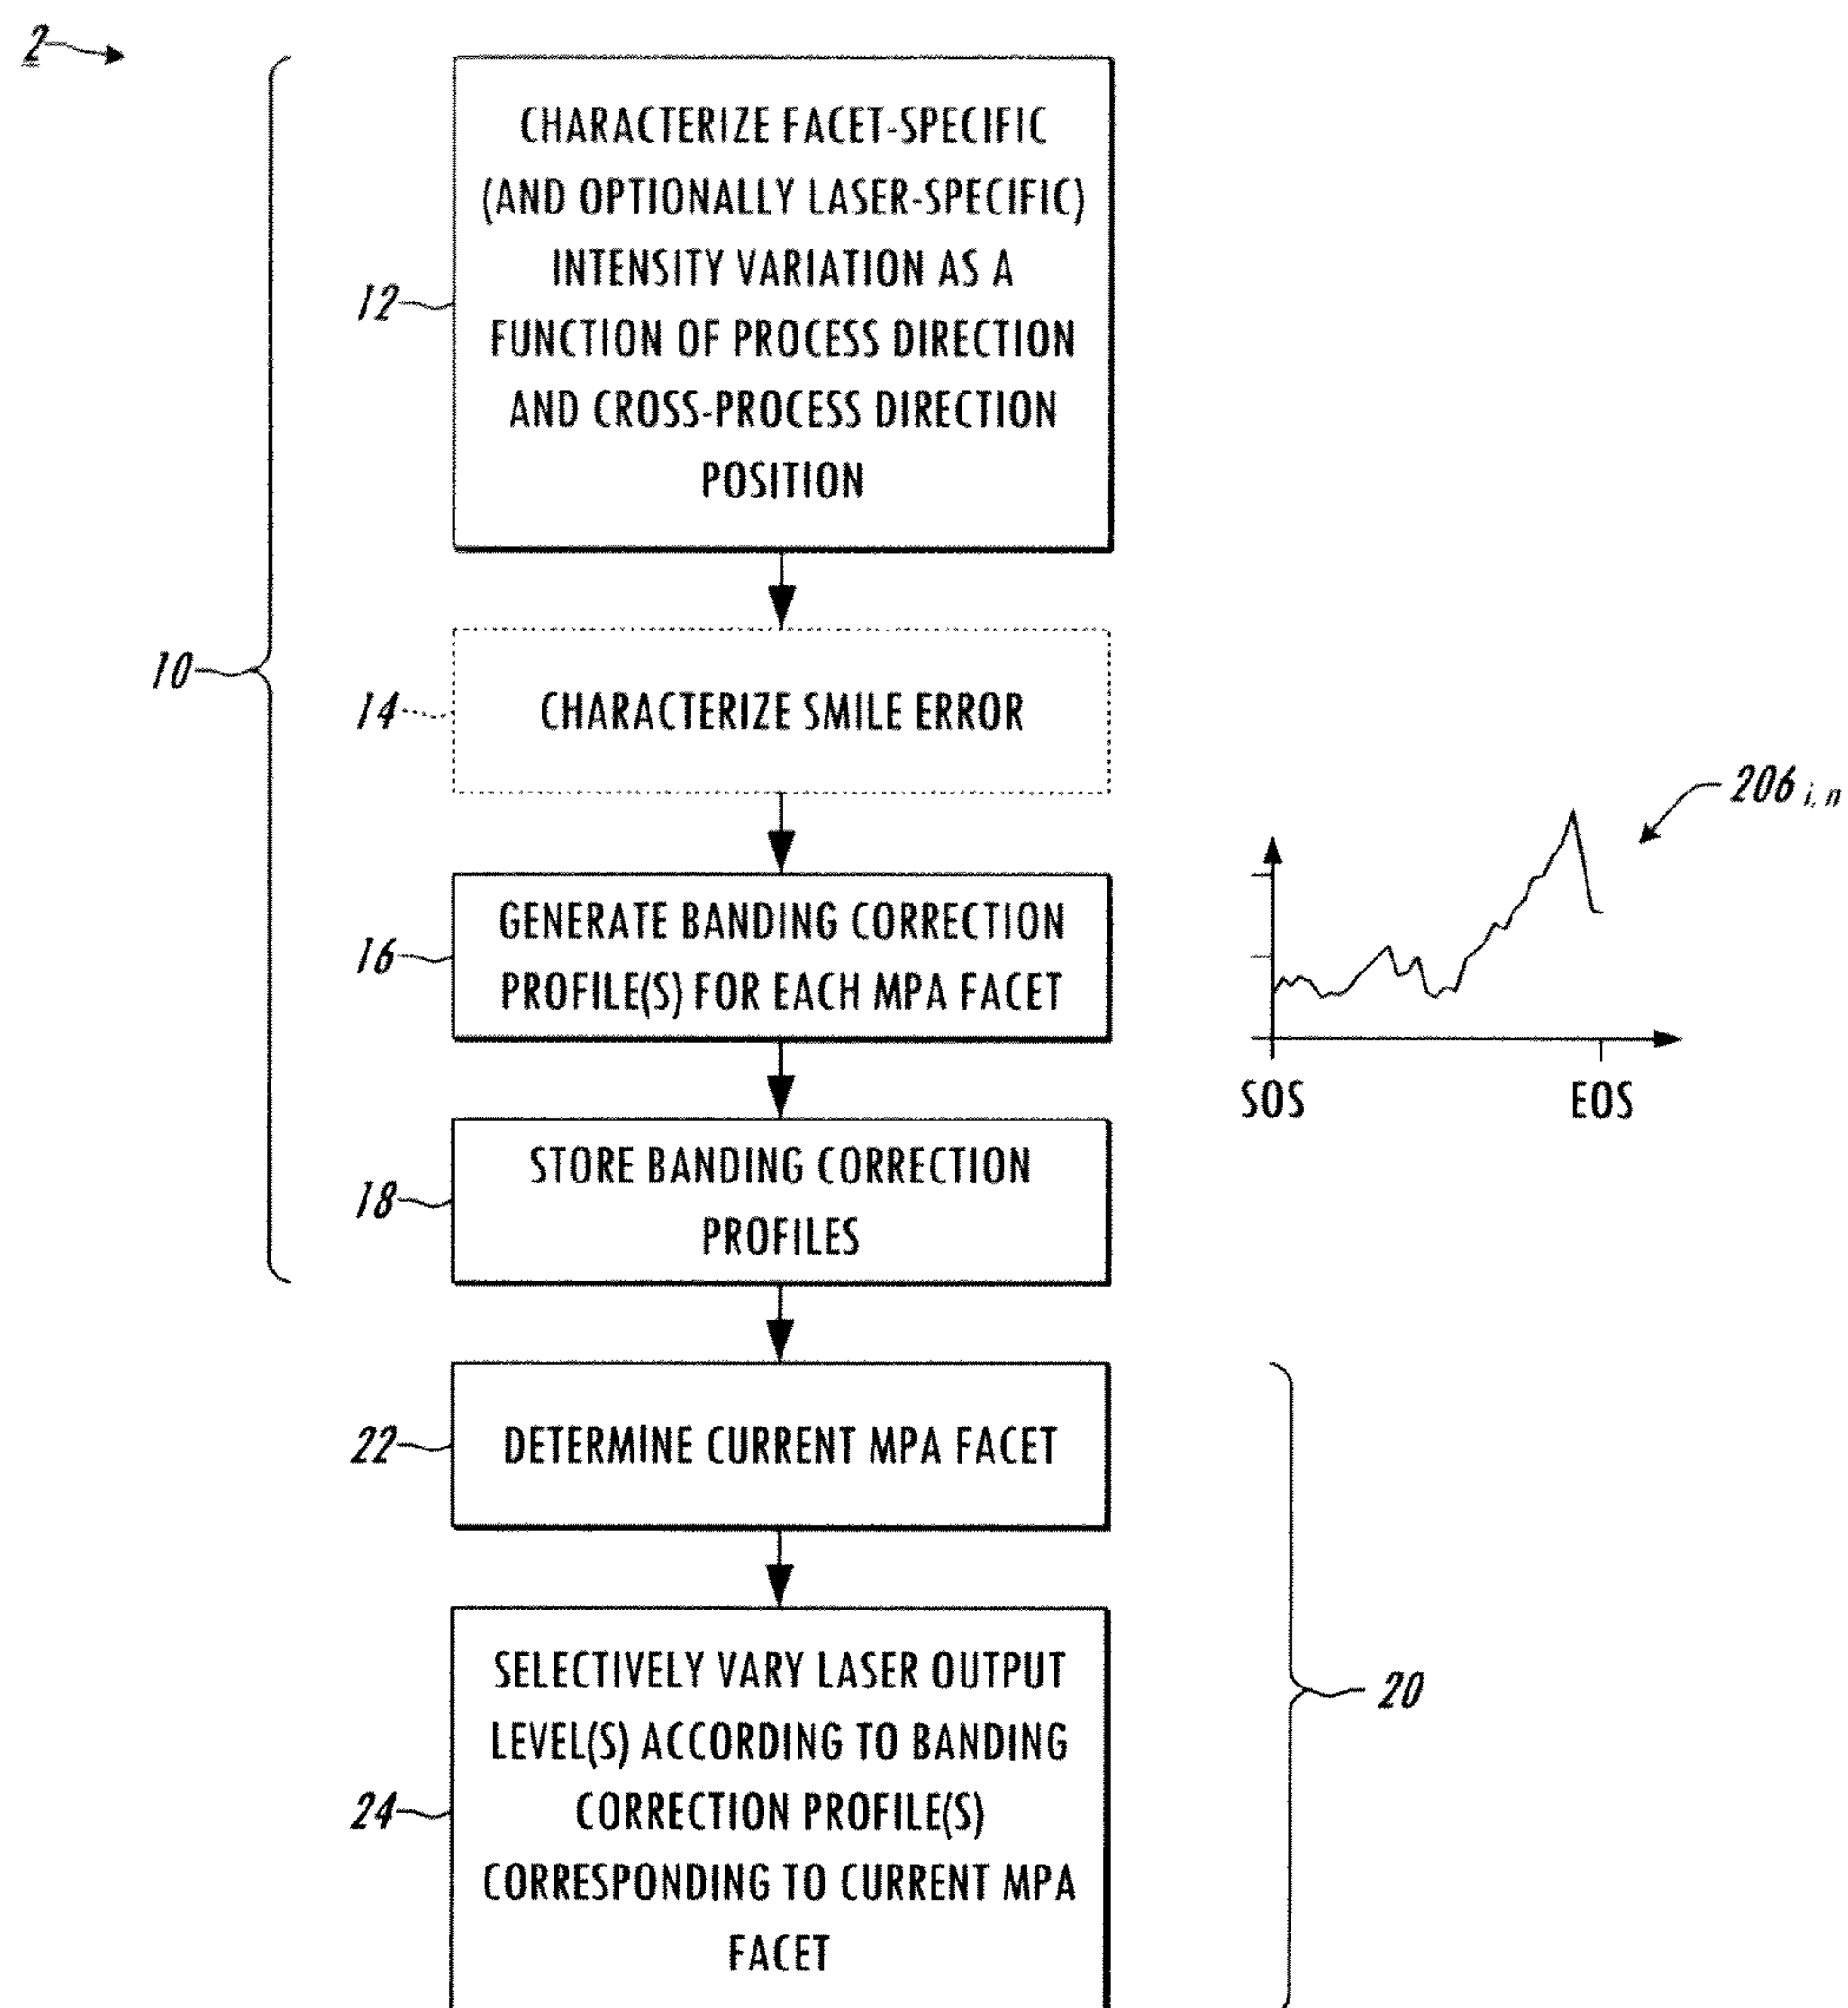 2
CHARACTERIZE FACET-SPECIFIC
(AND OPTIONALLY LASER-SPECIFIC)
INTENSITY VARIATION AS A
FUNCTION OF PROCESS DIRECTION
AND CROSS-PROCESS DIRECTION
POSITION
12
10
14
CHARACTERIZE SMILE ERROR
206 i, n
16
GENERATE BANDING CORRECTION
PROFILE(S) FOR EACH MPA FACET
SOS
EOS
18
STORE BANDING CORRECTION
PROFILES
22
DETERMINE CURRENT MPA FACET
20
24
SELECTIVELY VARY LASER OUTPUT
LEVEL(S) ACCORDING TO BANDING
CORRECTION PROFILE(S)
CORRESPONDING TO CURRENT MPA
FACET